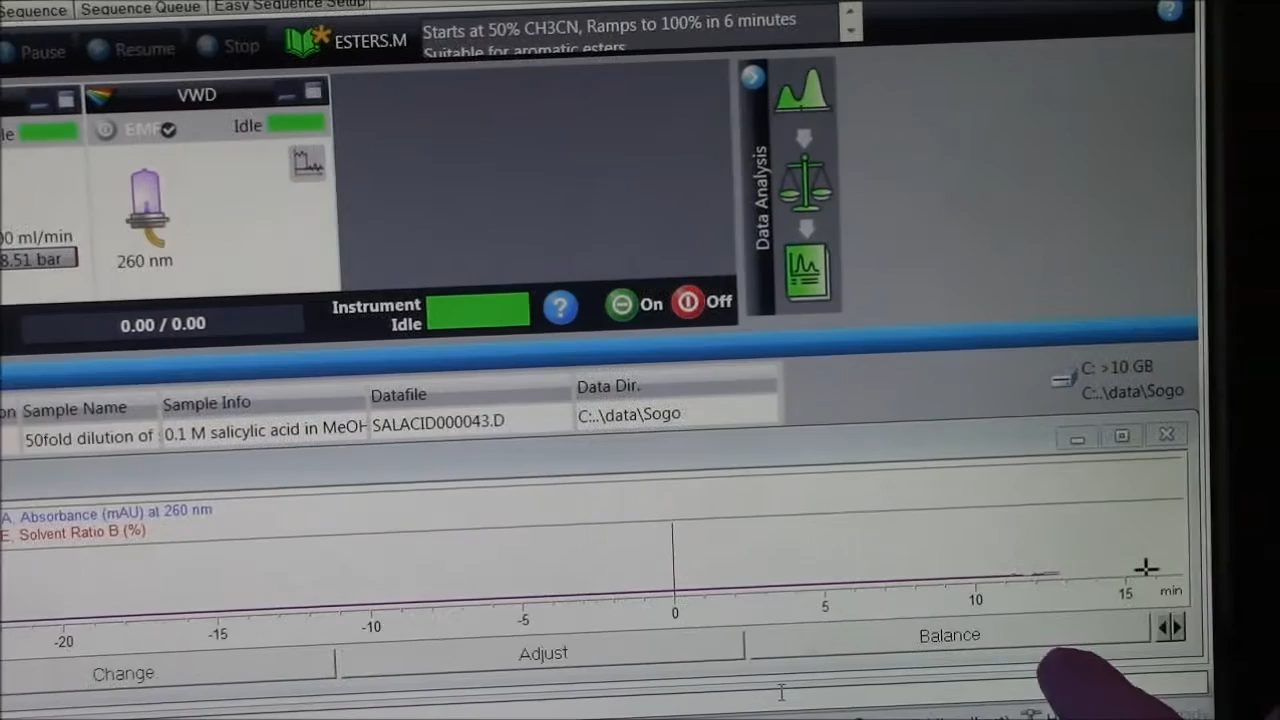 Sequence Sequence Queue Easy Sequence Setup
Pause Resume Stop ESTERS.M
Starts at 50% CH3CN, Ramps to 100% in 6 minutes
Suitable for aromatic esters
VWD
EMF Idle
260 nm
00 ml/min
8.51 bar
Data Analysis
0.00 / 0.00
Instrument
Idle
? On Off
Sample Name Sample Info Datafile Data Dir.
50fold dilution of 0.1 M salicylic acid in MeOH SALACID000043.D C:..\data\Sogo
C: >10 GB
C:..\data\Sogo
A, Absorbance (mAU) at 260 nm
E, Solvent Ratio B (%)
-20 -15 -10 -5 0 5 10 15 min
Change Adjust Balance